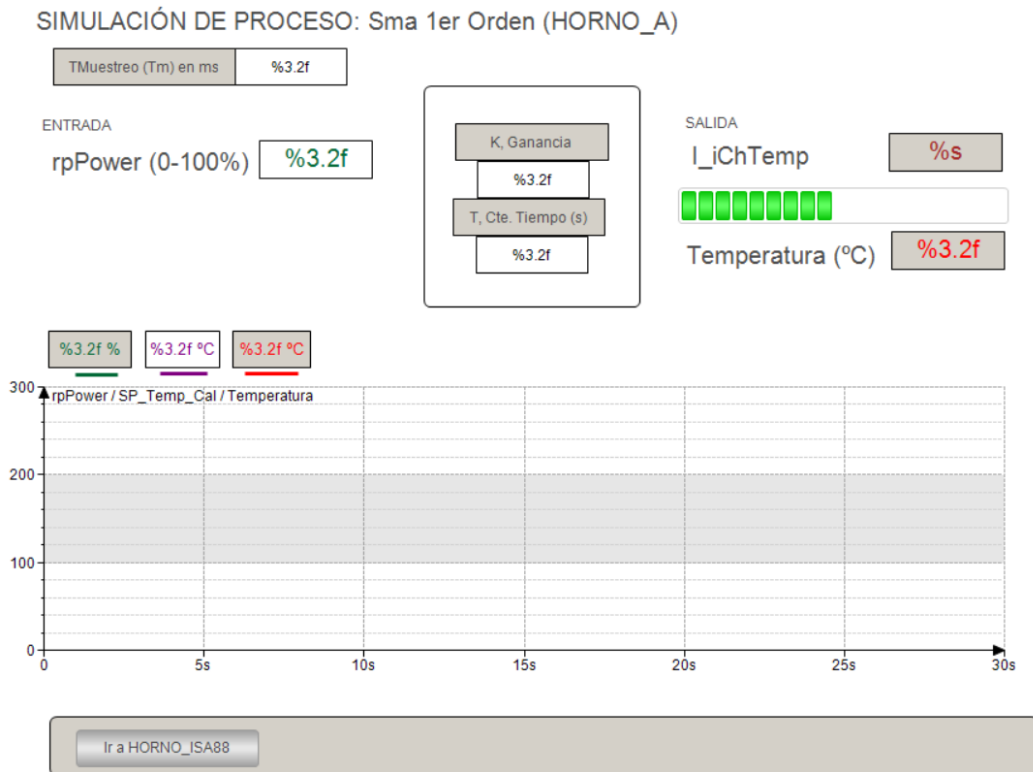 SIMULACIÓN DE PROCESO: Sma 1er Orden (HORNO_A)
TMuestreo (Tm) en ms %3.2f
ENTRADA
rpPower (0-100%) %3.2f
K, Ganancia
%3.2f
T, Cte. Tiempo (s)
%3.2f
SALIDA
I_iChTemp %s
Temperatura (ºC) %3.2f
%3.2f % %3.2f ºC %3.2f ºC
rpPower / SP_Temp_Cal / Temperatura
300
200
100
0
0 5s 10s 15s 20s 25s 30s
Ir a HORNO_ISA88